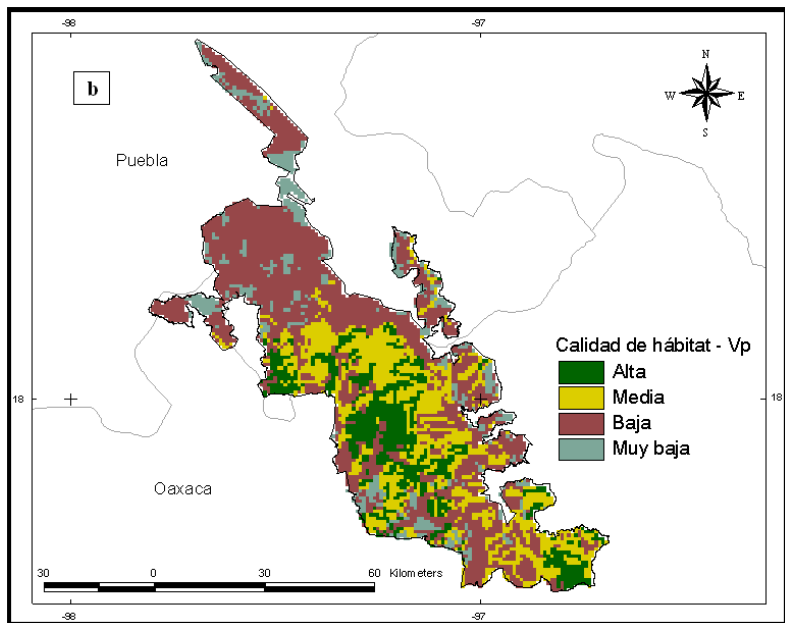 -98 -97
b
N
W E
S
Puebla
Calidad de hábitat - Vp
Alta
Media
Baja
Muy baja
18 18
Oaxaca
30 0 30 60 Kilometers
-98 -97